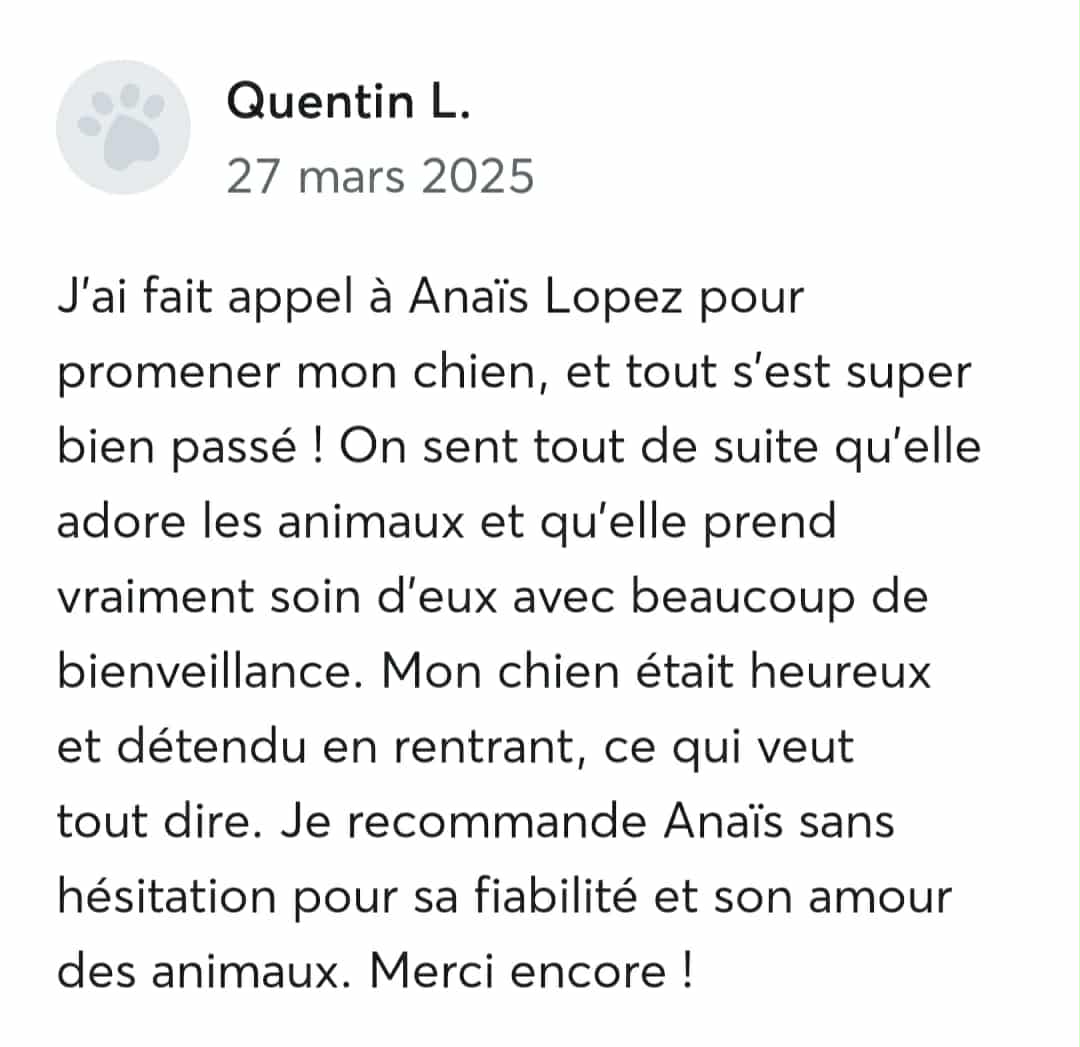 Quentin L.
27 mars 2025
J'ai fait appel à Anaïs Lopez pour
promener mon chien, et tout s'est super
bien passé ! On sent tout de suite qu'elle
adore les animaux et qu'elle prend
vraiment soin d'eux avec beaucoup de
bienveillance. Mon chien était heureux
et détendu en rentrant, ce qui veut
tout dire. Je recommande Anaïs sans
hésitation pour sa fiabilité et son amour
des animaux. Merci encore !